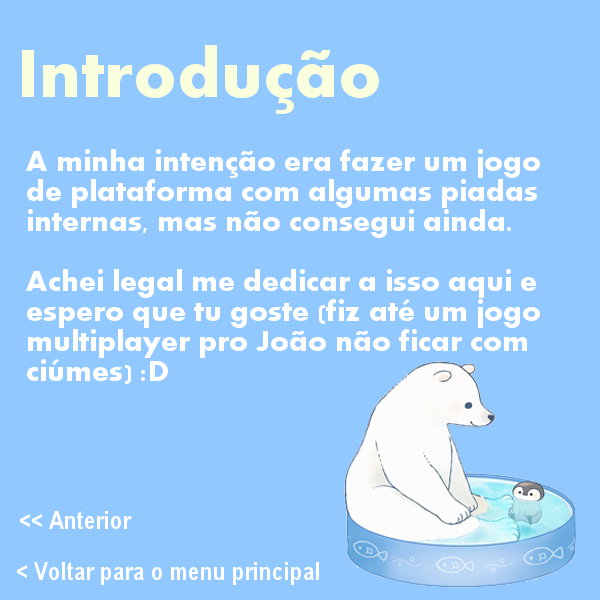 Introdução
A minha intenção era fazer um jogo
de plataforma com algumas piadas
internas, mas não consegui ainda.
Achei legal me dedicar a isso aqui e
espero que tu goste (fiz até um jogo
multiplayer pro João não ficar com
ciúmes) :D
<< Anterior
< Voltar para o menu principal